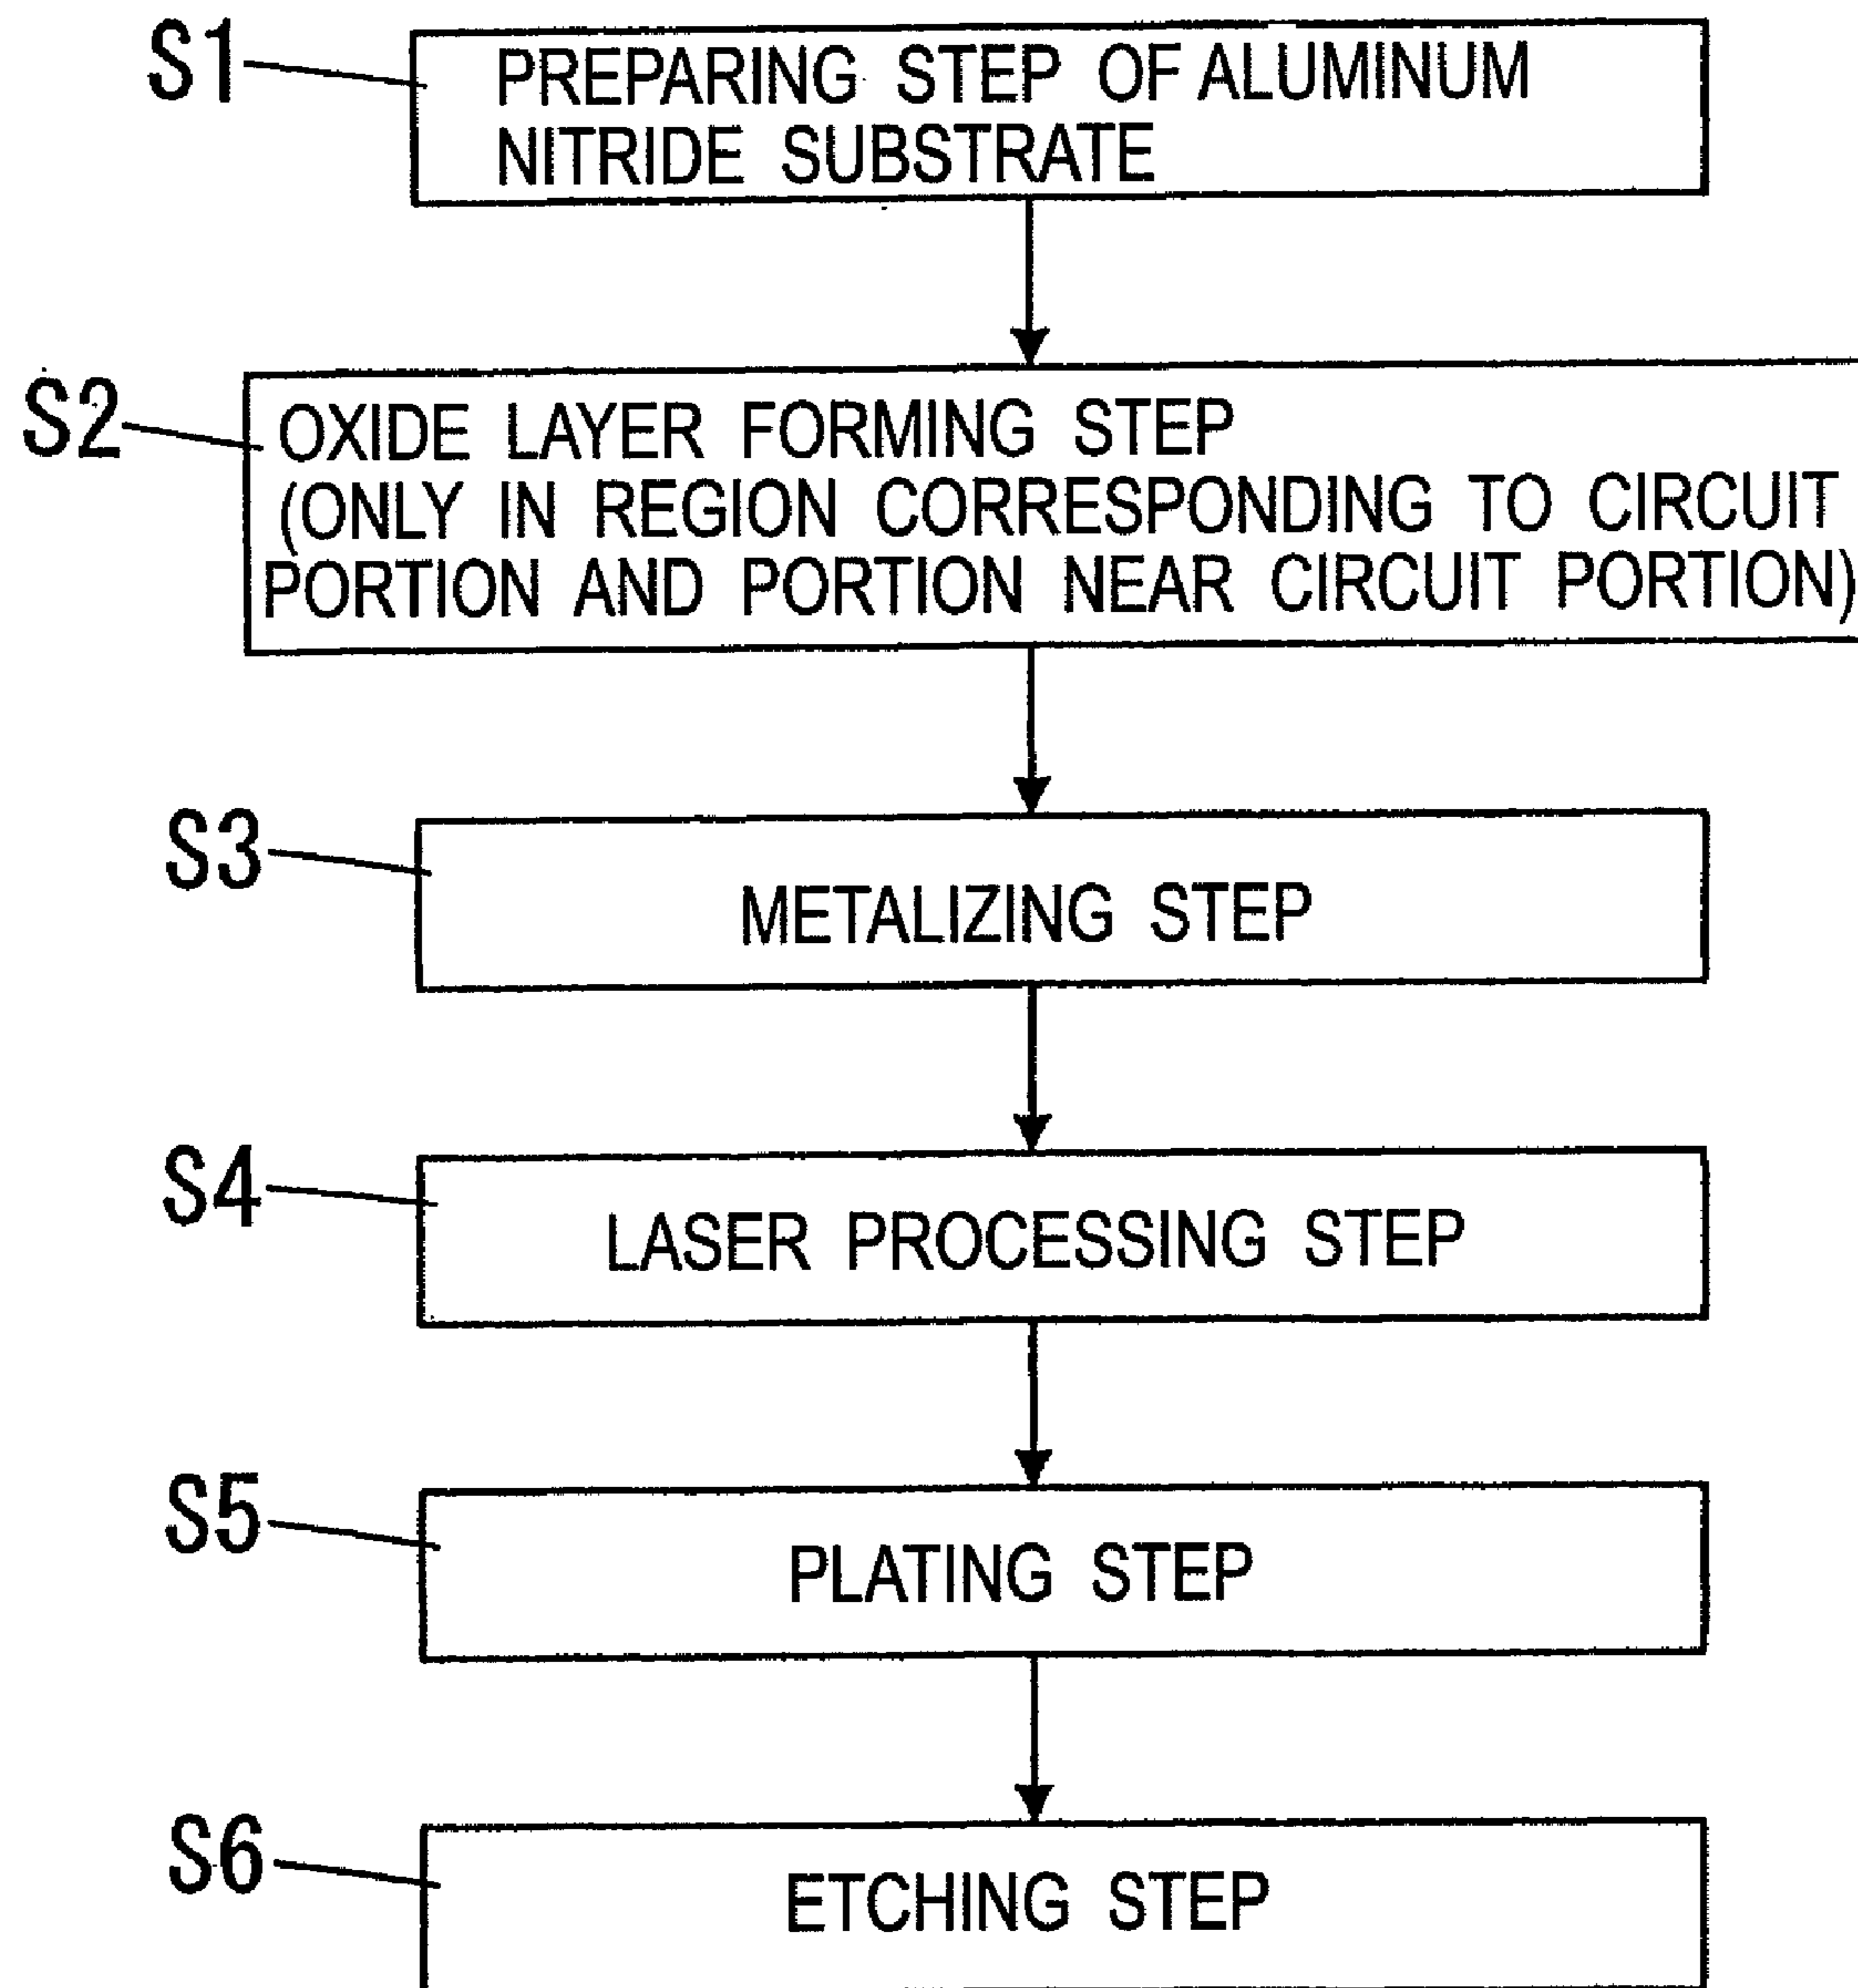 S1
PREPARING STEP OF ALUMINUM
NITRIDE SUBSTRATE
S2
OXIDE LAYER FORMING STEP
(ONLY IN REGION CORRESPONDING TO CIRCUIT
PORTION AND PORTION NEAR CIRCUIT PORTION)
S3
METALIZING STEP
S4
LASER PROCESSING STEP
S5
PLATING STEP
S6
ETCHING STEP